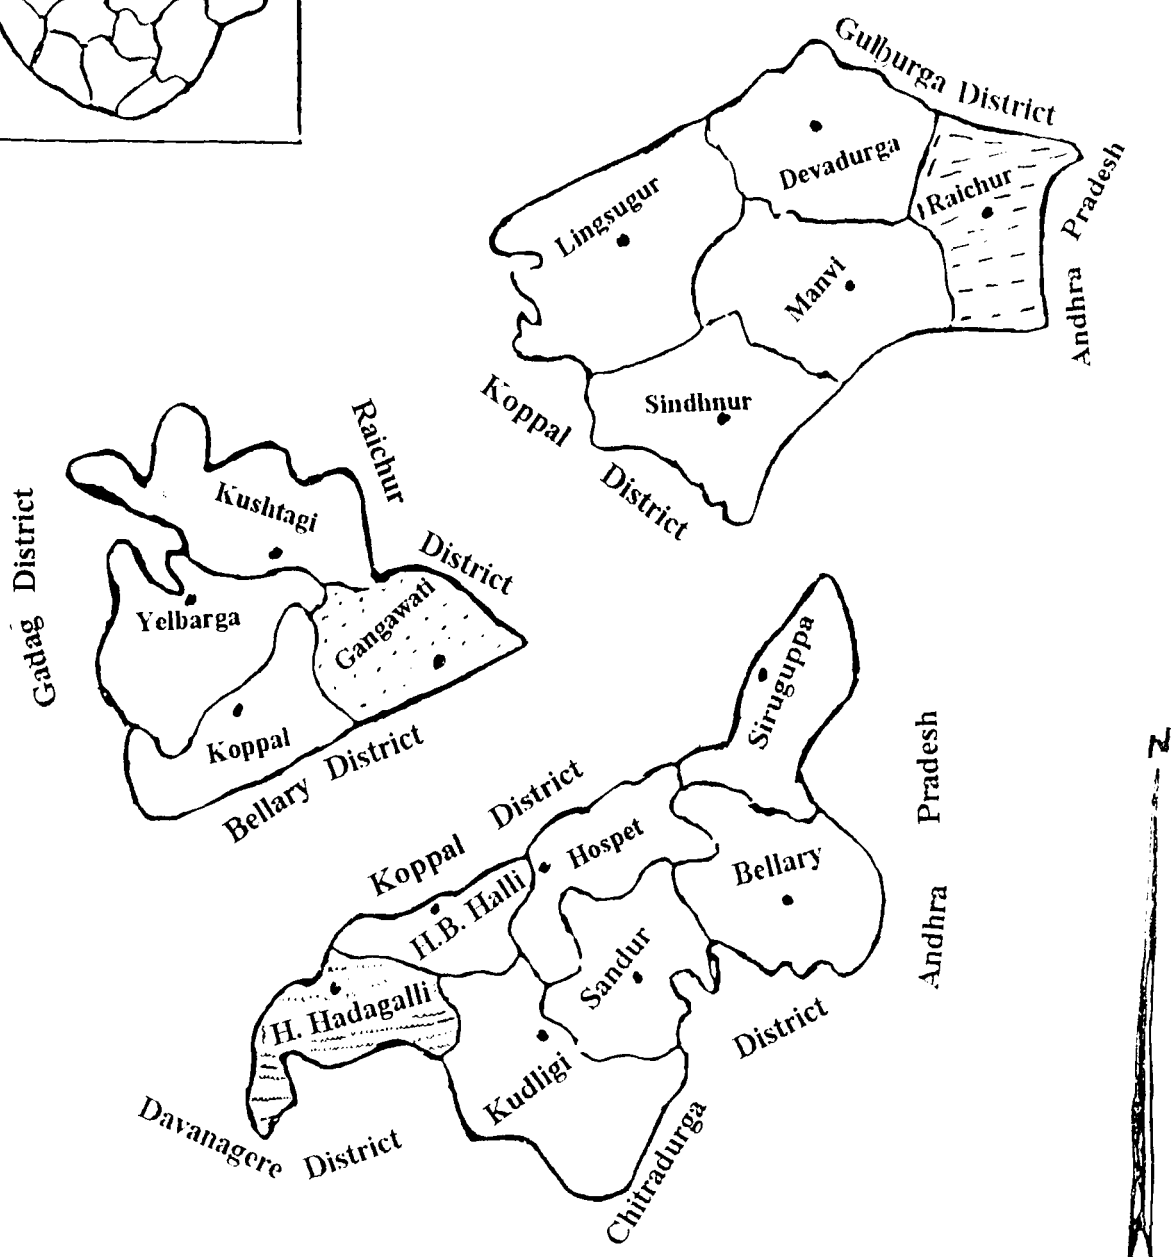 Gulburga District
Devadurga
Raichur
Lingsugur
Andhra Pradesh
Manvi
Sindhnur
Koppal District
Raichur District
Kushtagi
Gadag District
Gangawati
Yelbarga
Koppal
Bellary District
Siruguppa
Andhra Pradesh
Koppal District
Hospet
Bellary
H.B. Halli
Sandur
H. Hadagalli
Kudligi
Chitradurga District
Davanagere District
N